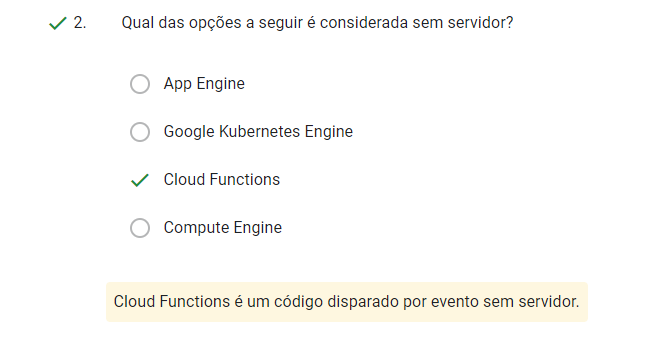 2. Qual das opções a seguir é considerada sem servidor?
App Engine
Google Kubernetes Engine
Cloud Functions
Compute Engine
Cloud Functions é um código disparado por evento sem servidor.